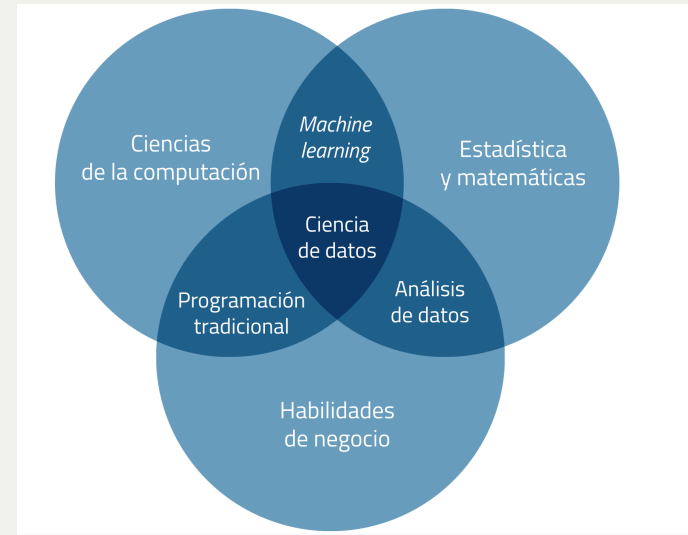 Machine
learning
Ciencias
de la computación
Estadística
y matemáticas
Ciencia
de datos
Programación
tradicional
Análisis
de datos
Habilidades
de negocio